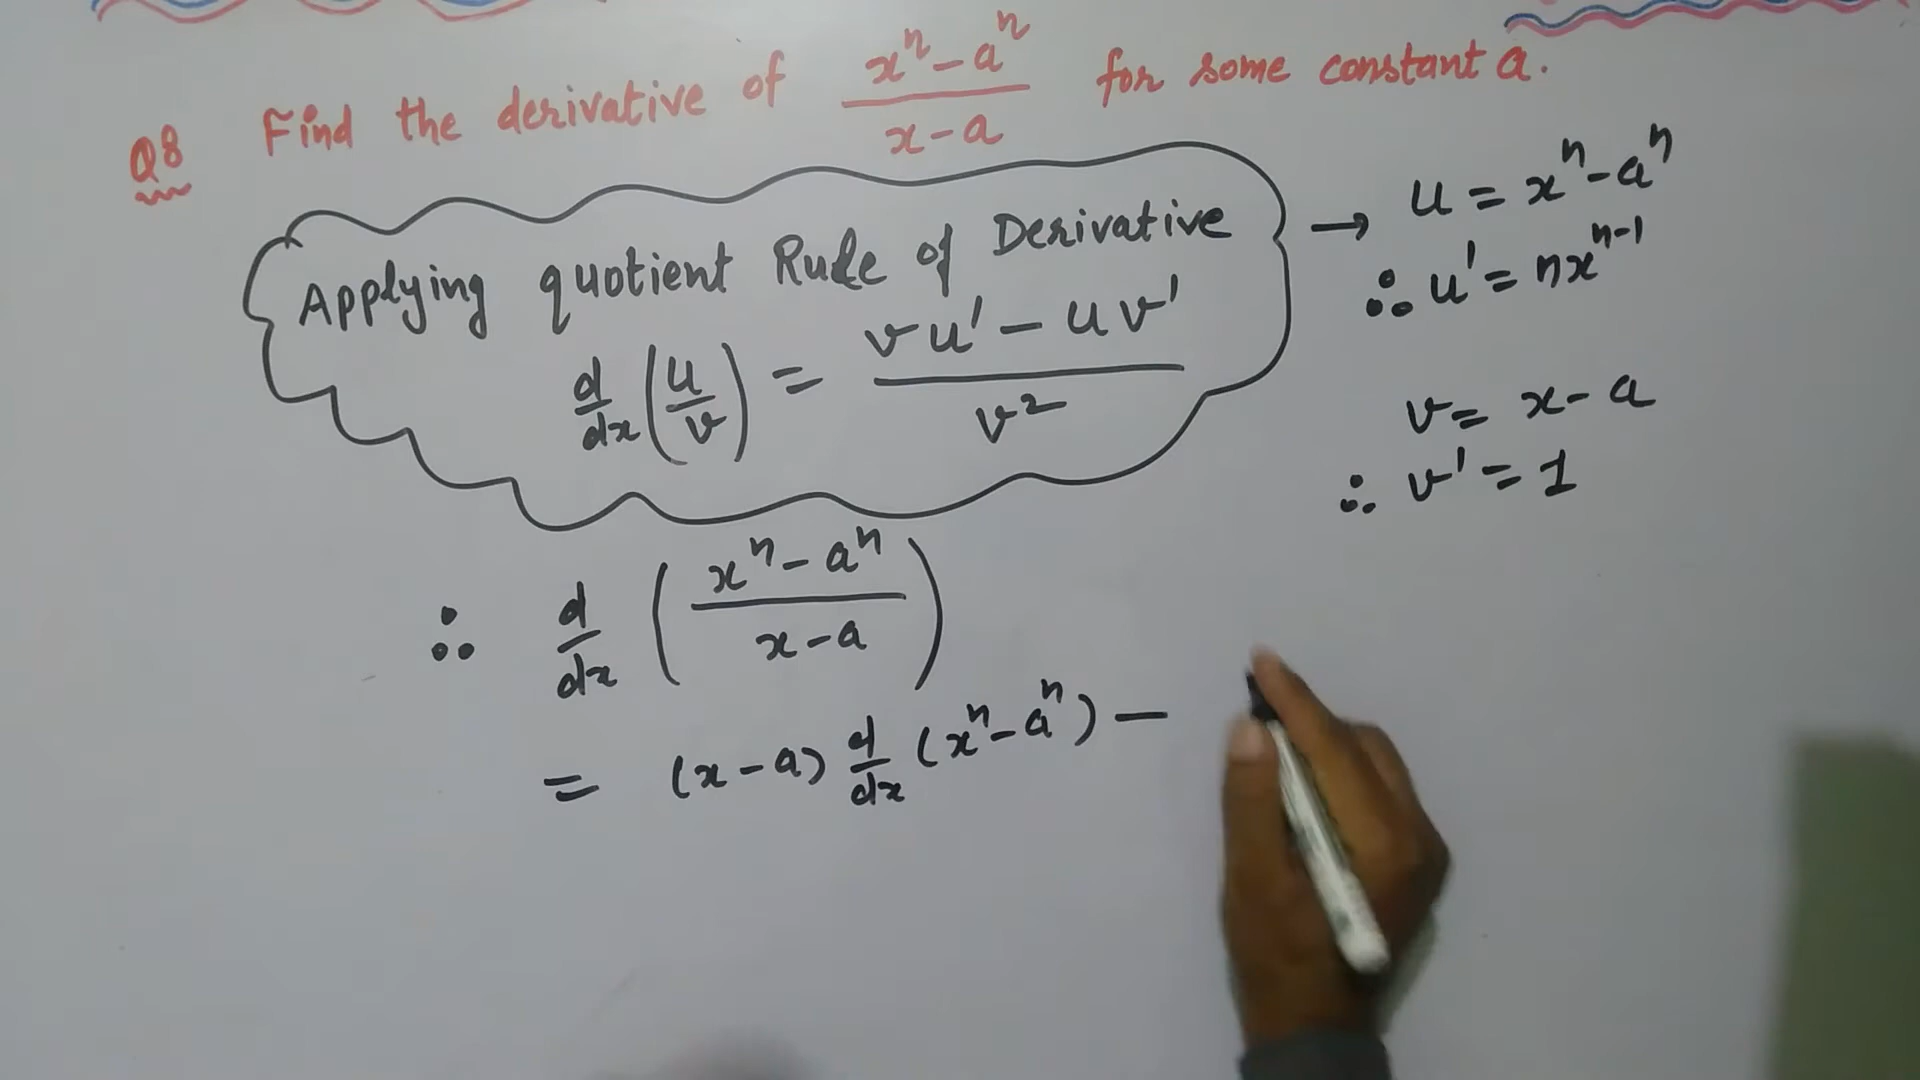 Q8 Find the derivative of (xⁿ - aⁿ)/(x - a) for some constant a.
Applying quotient Rule of Derivative
d/dx (u/v) = (vu' - uv')/v²
→ u = xⁿ - aⁿ
∴ u' = nxⁿ⁻¹
v = x - a
∴ v' = 1
∴ d/dx ((xⁿ - aⁿ)/(x - a))
= (x - a) d/dx (xⁿ - aⁿ) -